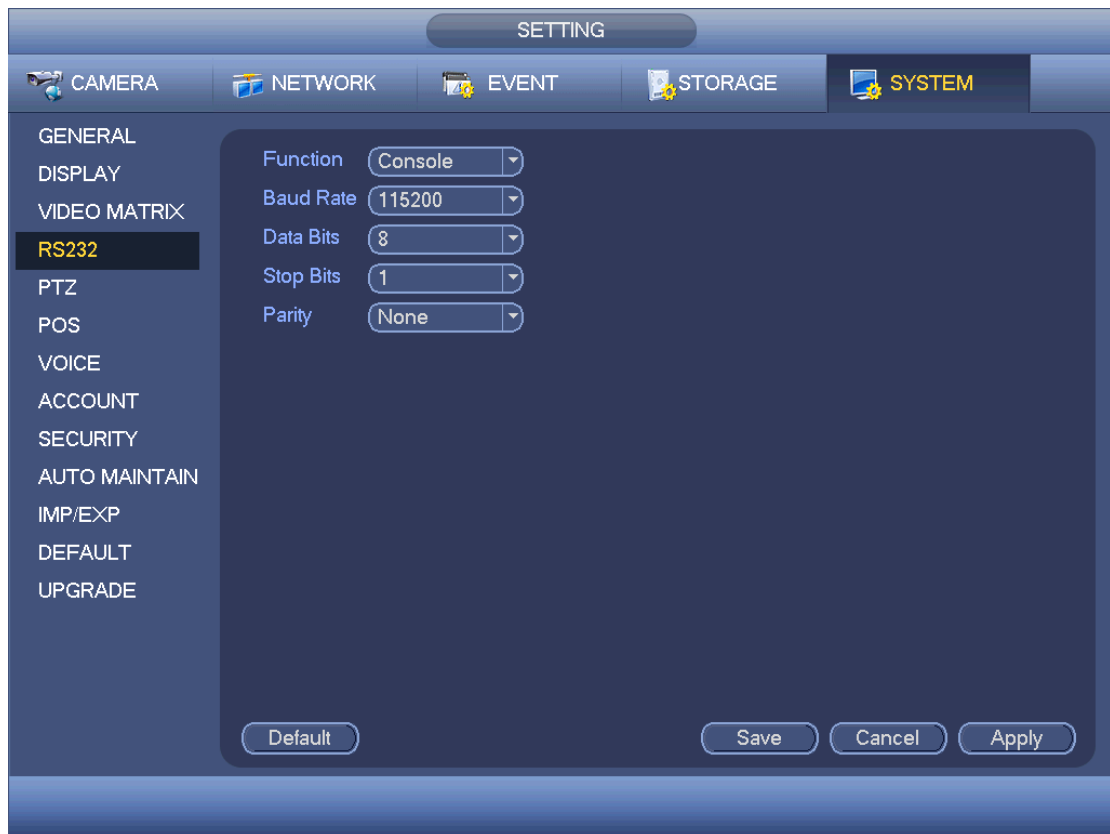 SETTING
CAMERA NETWORK EVENT STORAGE SYSTEM
GENERAL
DISPLAY
VIDEO MATRIX
RS232
PTZ
POS
VOICE
ACCOUNT
SECURITY
AUTO MAINTAIN
IMP/EXP
DEFAULT
UPGRADE
Function Console
Baud Rate 115200
Data Bits 8
Stop Bits 1
Parity None
Default Save Cancel Apply